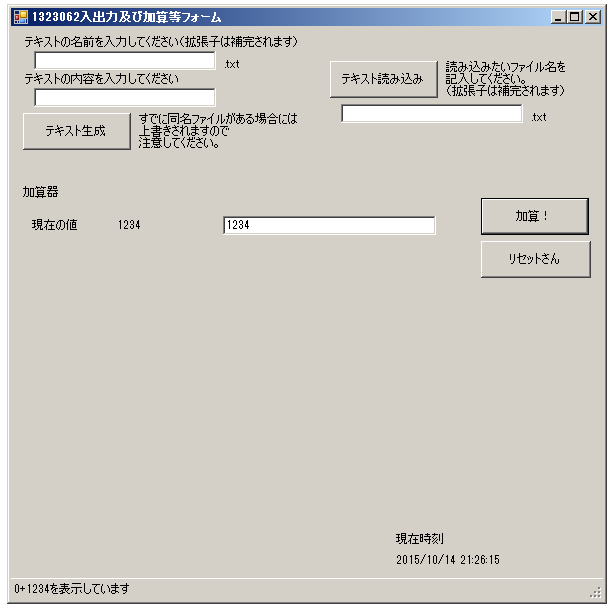 1323062入出力及び加算等フォーム
テキストの名前を入力してください(拡張子は補完されます)
.txt
テキストの内容を入力してください
テキスト生成
すでに同名ファイルがある場合には
上書きされますので
注意してください。
テキスト読み込み
読み込みたいファイル名を
記入してください。
(拡張子は補完されます)
.txt
加算器
現在の値 1234 1234
加算!
リセットさん
現在時刻
2015/10/14 21:26:15
0+1234を表示しています